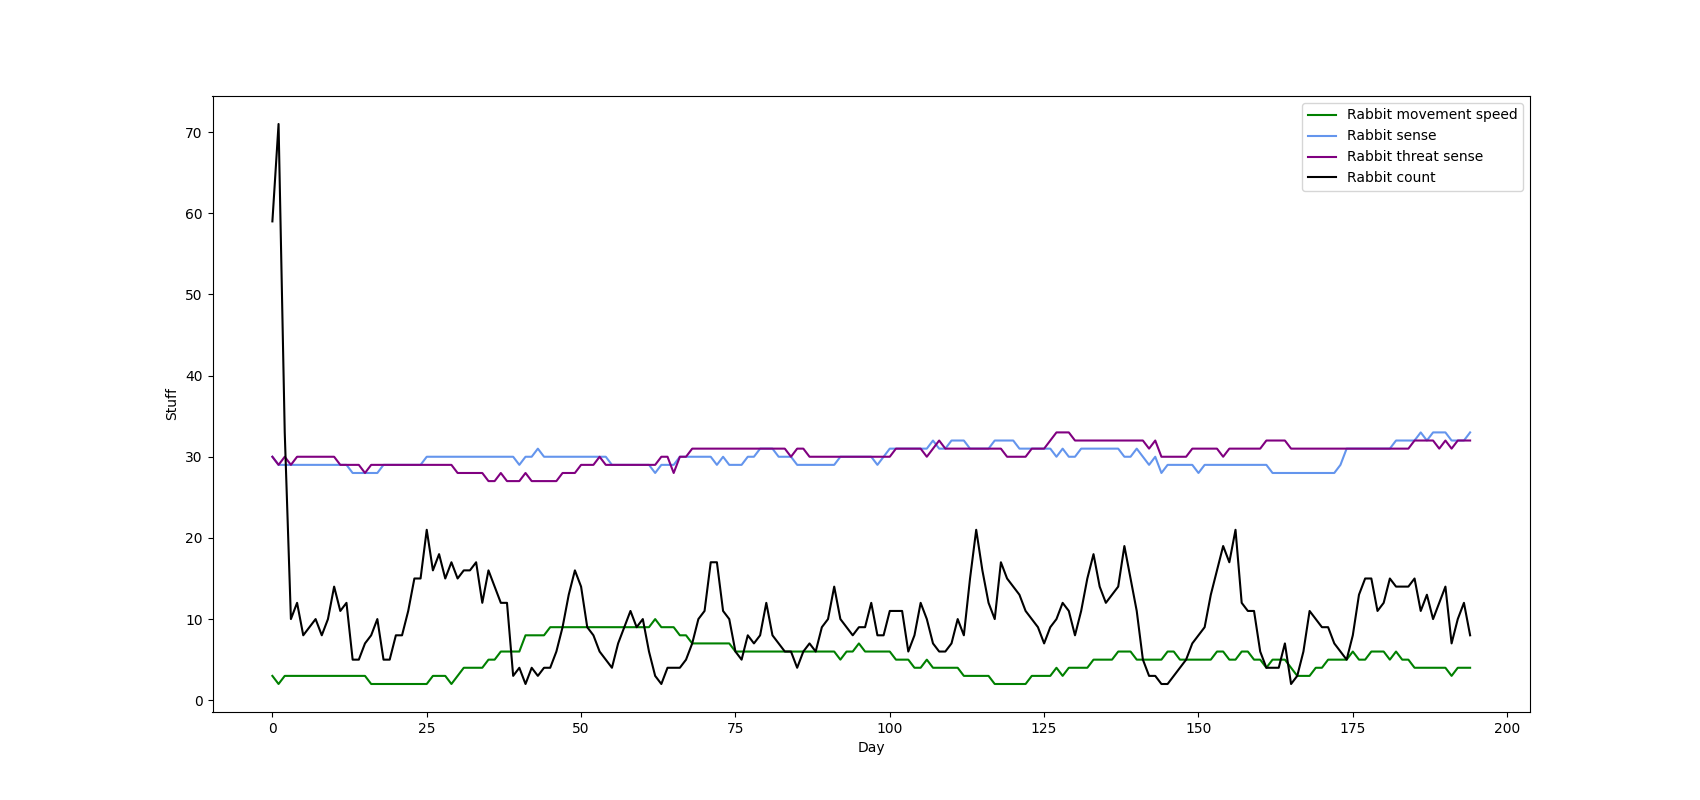 Rabbit movement speed
Rabbit sense
Rabbit threat sense
Rabbit count
70
60
50
40
30
20
10
0
Stuff
0 25 50 75 100 125 150 175 200
Day